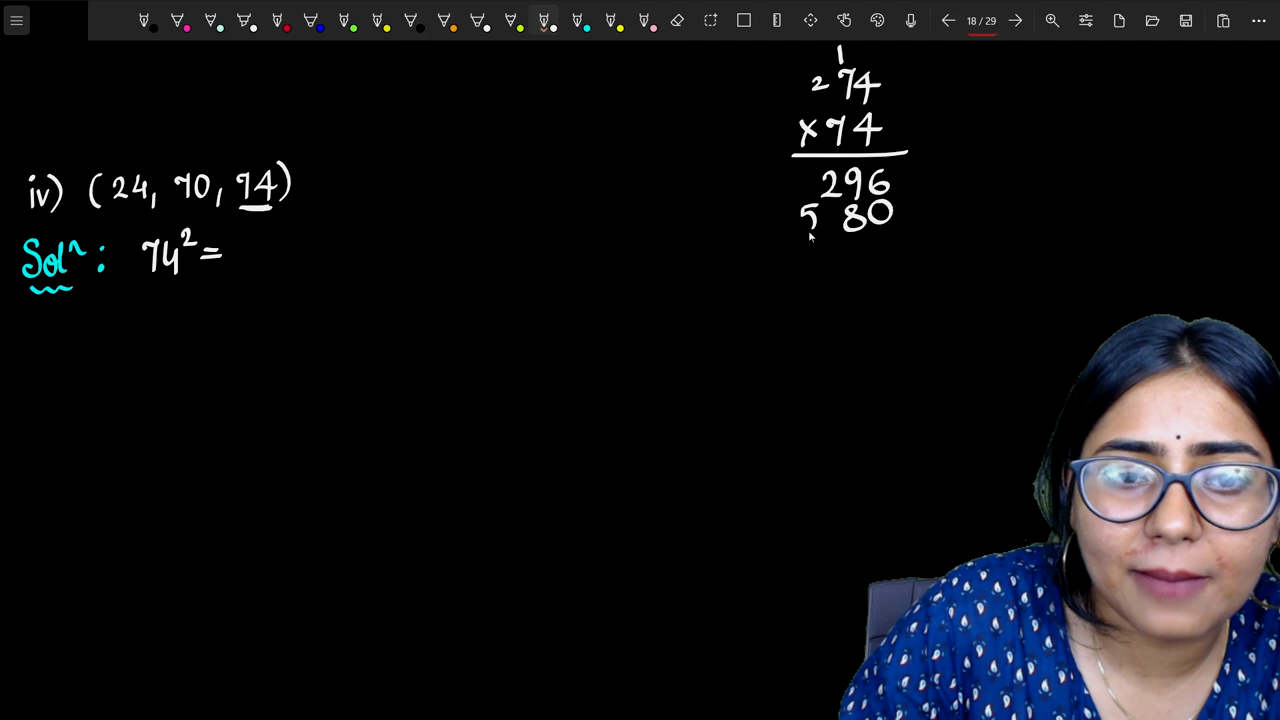 18 / 29
1
2 74
× 74
296
5 80
iv) (24, 70, 74)
Solⁿ : 74² =